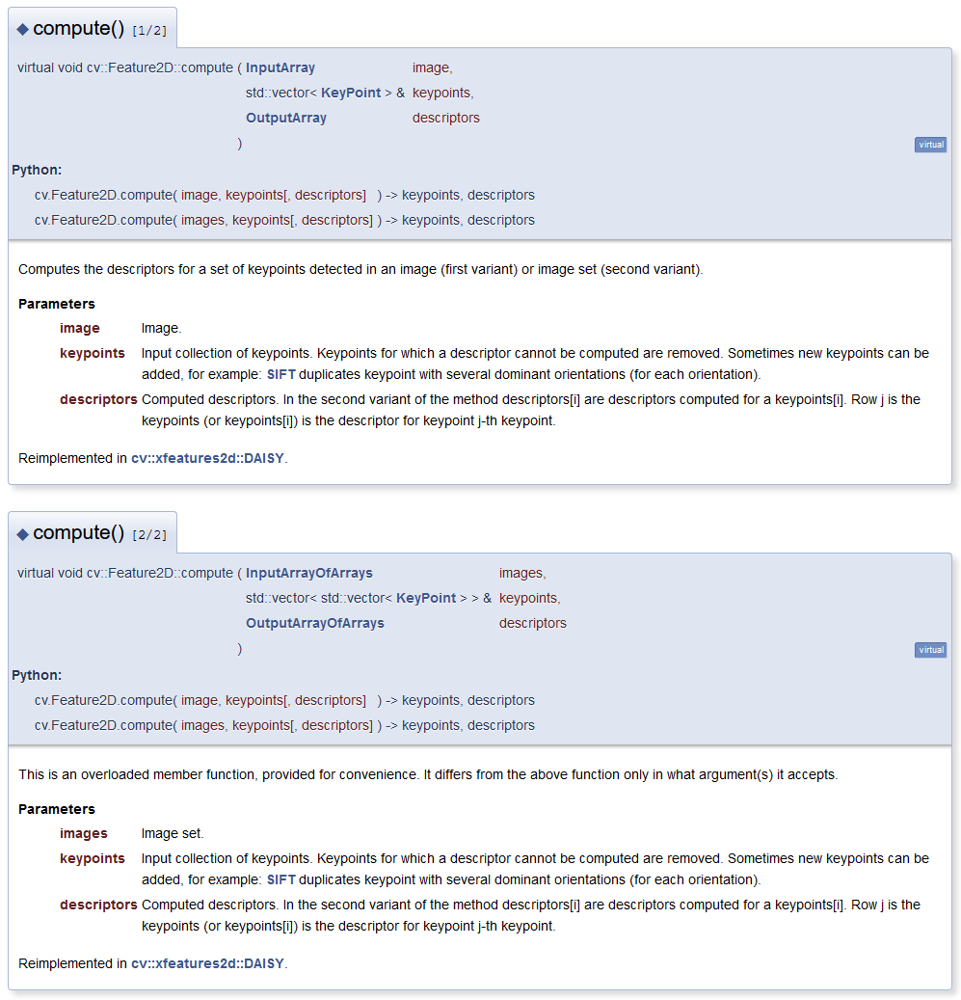 ◆ compute() [1/2]
virtual void cv::Feature2D::compute ( InputArray image,
std::vector< KeyPoint > & keypoints,
OutputArray descriptors
)
virtual
Python:
cv.Feature2D.compute( image, keypoints[, descriptors] ) -> keypoints, descriptors
cv.Feature2D.compute( images, keypoints[, descriptors] ) -> keypoints, descriptors
Computes the descriptors for a set of keypoints detected in an image (first variant) or image set (second variant).
Parameters
image Image.
keypoints Input collection of keypoints. Keypoints for which a descriptor cannot be computed are removed. Sometimes new keypoints can be
added, for example: SIFT duplicates keypoint with several dominant orientations (for each orientation).
descriptors Computed descriptors. In the second variant of the method descriptors[i] are descriptors computed for a keypoints[i]. Row j is the
keypoints (or keypoints[i]) is the descriptor for keypoint j-th keypoint.
Reimplemented in cv::xfeatures2d::DAISY.
◆ compute() [2/2]
virtual void cv::Feature2D::compute ( InputArrayOfArrays images,
std::vector< std::vector< KeyPoint > > & keypoints,
OutputArrayOfArrays descriptors
)
virtual
Python:
cv.Feature2D.compute( image, keypoints[, descriptors] ) -> keypoints, descriptors
cv.Feature2D.compute( images, keypoints[, descriptors] ) -> keypoints, descriptors
This is an overloaded member function, provided for convenience. It differs from the above function only in what argument(s) it accepts.
Parameters
images Image set.
keypoints Input collection of keypoints. Keypoints for which a descriptor cannot be computed are removed. Sometimes new keypoints can be
added, for example: SIFT duplicates keypoint with several dominant orientations (for each orientation).
descriptors Computed descriptors. In the second variant of the method descriptors[i] are descriptors computed for a keypoints[i]. Row j is the
keypoints (or keypoints[i]) is the descriptor for keypoint j-th keypoint.
Reimplemented in cv::xfeatures2d::DAISY.